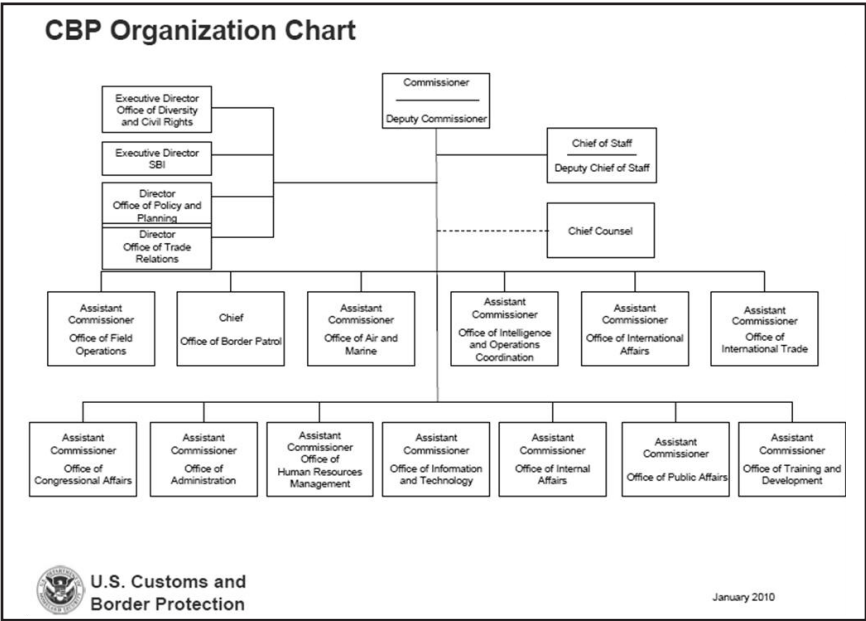 CBP Organization Chart
Commissioner
Deputy Commissioner
Executive Director
Office of Diversity
and Civil Rights
Executive Director
SBI
Director
Office of Policy and
Planning
Director
Office of Trade
Relations
Chief of Staff
Deputy Chief of Staff
Chief Counsel
Assistant
Commissioner
Office of Field
Operations
Chief
Office of Border Patrol
Assistant
Commissioner
Office of Air and
Marine
Assistant
Commissioner
Office of Intelligence
and Operations
Coordination
Assistant
Commissioner
Office of International
Affairs
Assistant
Commissioner
Office of
International Trade
Assistant
Commissioner
Office of
Congressional Affairs
Assistant
Commissioner
Office of
Administration
Assistant
Commissioner
Office of
Human Resources
Management
Assistant
Commissioner
Office of Information
and Technology
Assistant
Commissioner
Office of Internal
Affairs
Assistant
Commissioner
Office of Public Affairs
Assistant
Commissioner
Office of Training and
Development
U.S. Customs and
Border Protection
January 2010